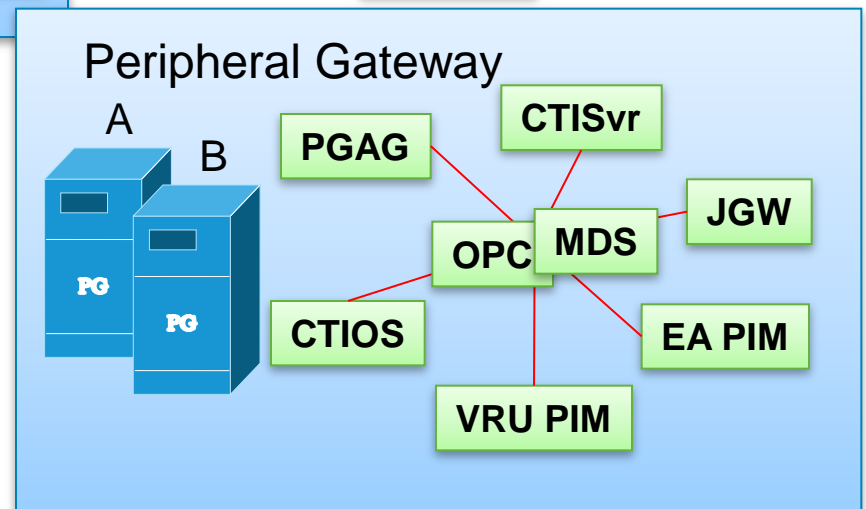 Peripheral Gateway
A
B
PG
PG
PGAG
CTISvr
JGW
OPC
MDS
CTIOS
EA PIM
VRU PIM